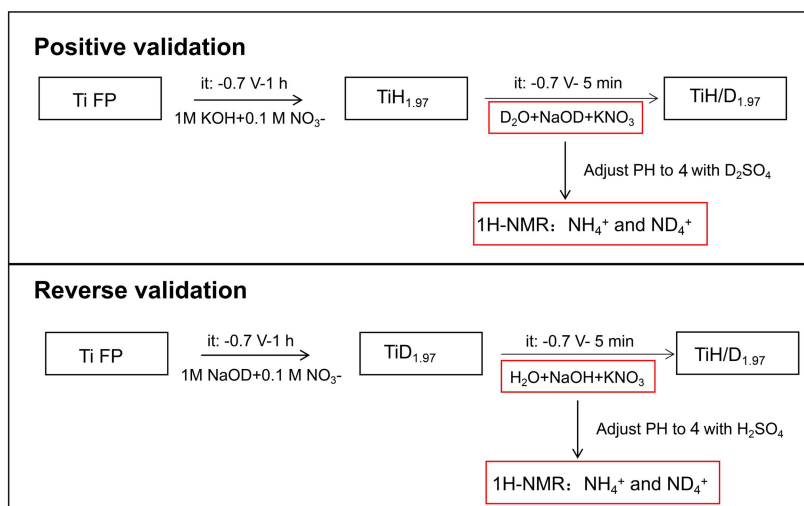 Positive validation
it: -0.7 V-1 h
it: -0.7 V- 5 min
Ti FP
TiH₁.₉₇
TiH/D₁.₉₇
1M KOH+0.1 M NO₃-
D₂O+NaOD+KNO₃
Adjust PH to 4 with D₂SO₄
1H-NMR：NH₄⁺ and ND₄⁺
Reverse validation
it: -0.7 V-1 h
it: -0.7 V- 5 min
Ti FP
TiD₁.₉₇
TiH/D₁.₉₇
1M NaOD+0.1 M NO₃-
H₂O+NaOH+KNO₃
Adjust PH to 4 with H₂SO₄
1H-NMR：NH₄⁺ and ND₄⁺